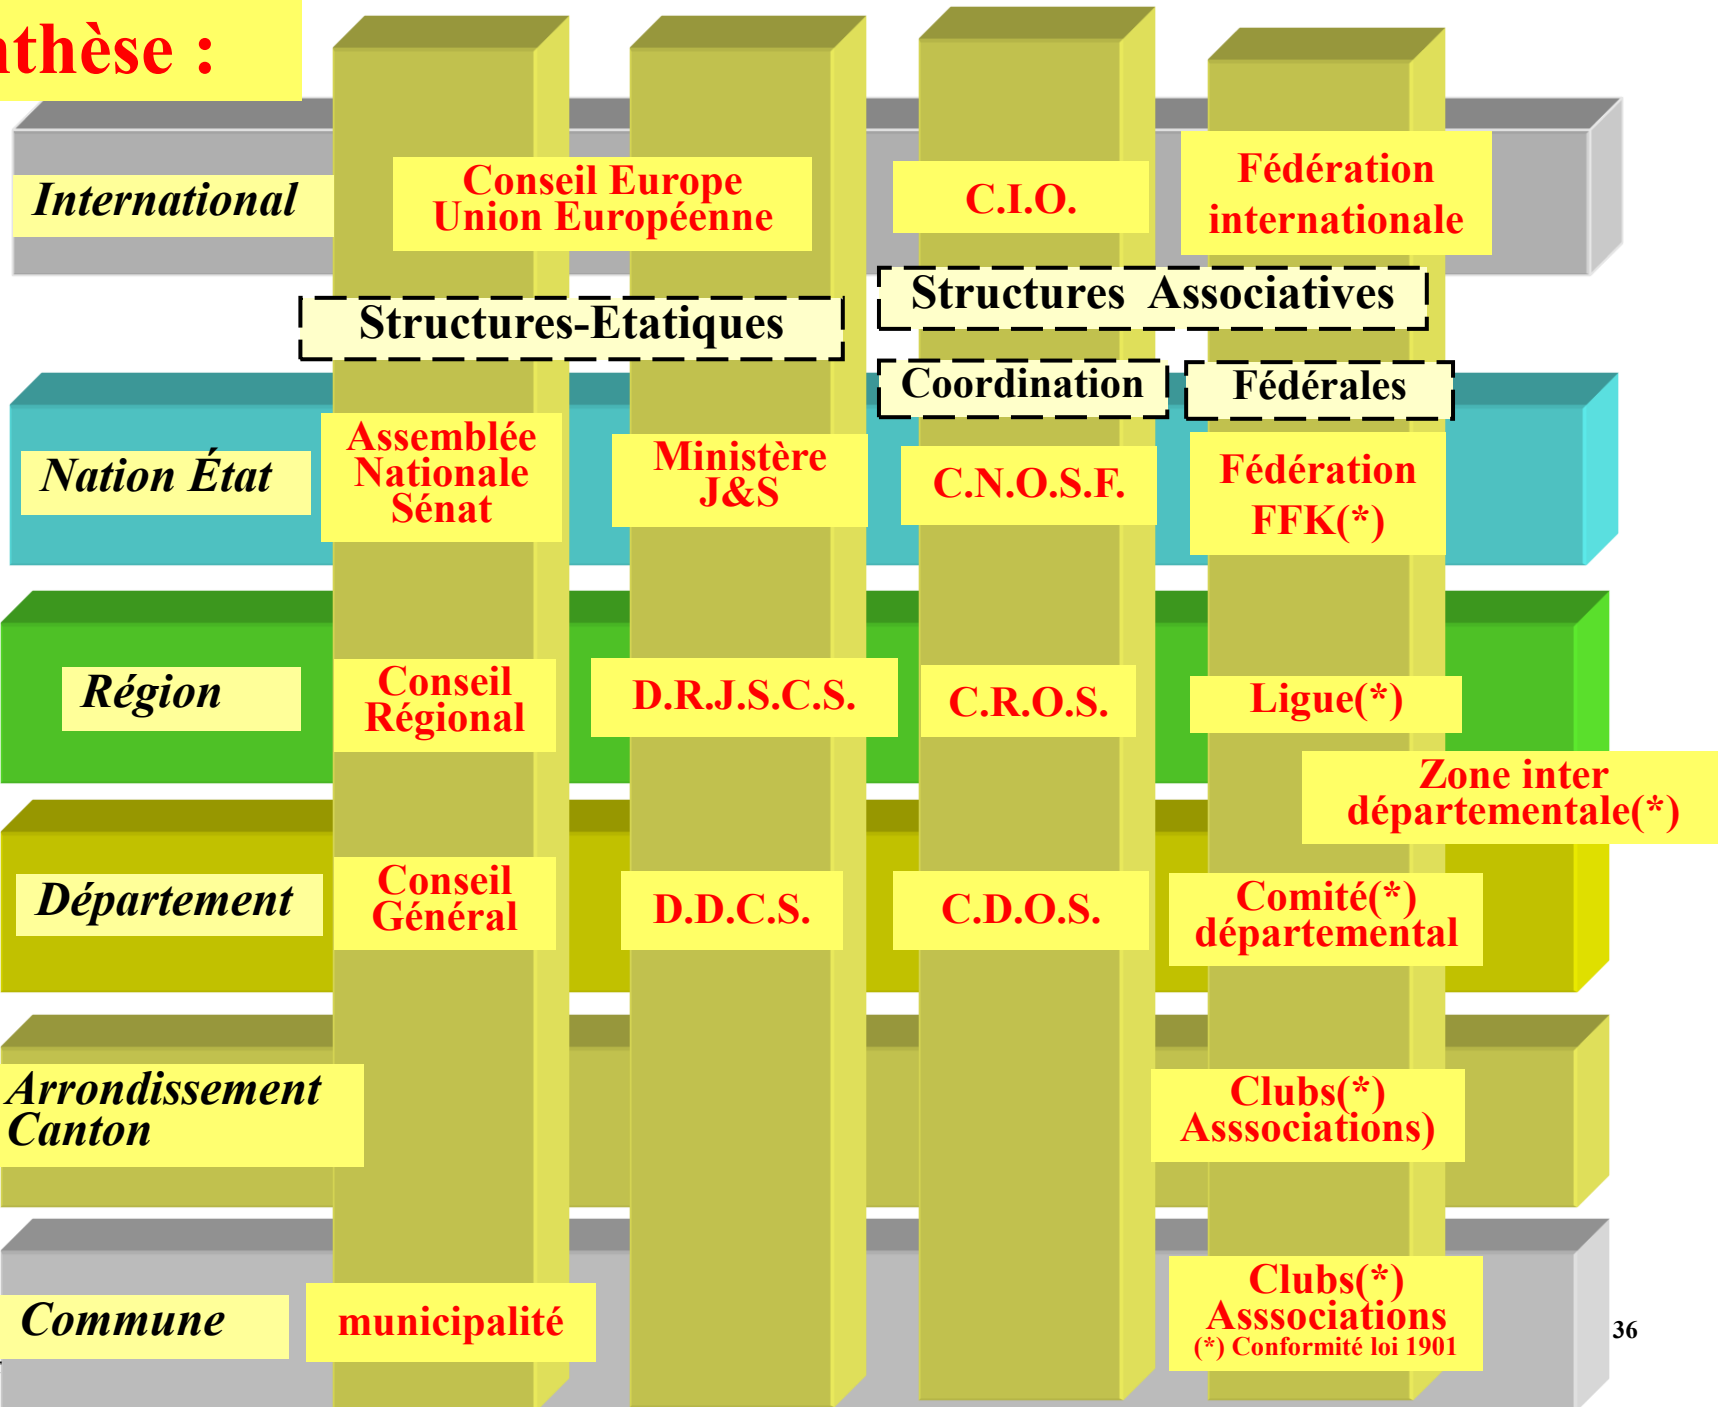 nthèse :
International
Conseil Europe
Union Européenne
C.I.O.
Fédération
internationale
Structures-Etatiques
Structures Associatives
Coordination
Fédérales
Nation État
Assemblée
Nationale
Sénat
Ministère
J&S
C.N.O.S.F.
Fédération
FFK(*)
Région
Conseil
Régional
D.R.J.S.C.S.
C.R.O.S.
Ligue(*)
Zone inter
départementale(*)
Département
Conseil
Général
D.D.C.S.
C.D.O.S.
Comité(*)
départemental
Arrondissement
Canton
Clubs(*)
Asssociations)
Commune
municipalité
Clubs(*)
Asssociations
(*) Conformité loi 1901
36